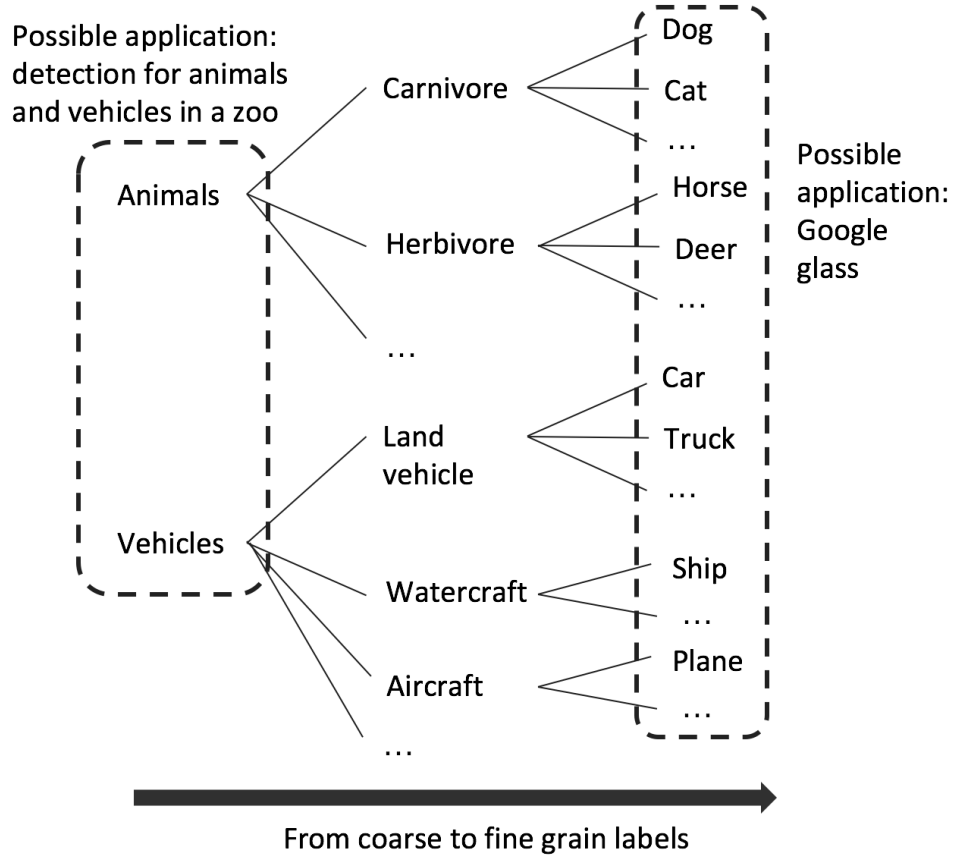 Possible application:
detection for animals
and vehicles in a zoo
Animals
Vehicles
Carnivore
Herbivore
...
Land
vehicle
Watercraft
Aircraft
...
Dog
Cat
...
Horse
Deer
...
Car
Truck
...
Ship
...
Plane
...
Possible
application:
Google
glass
From coarse to fine grain labels